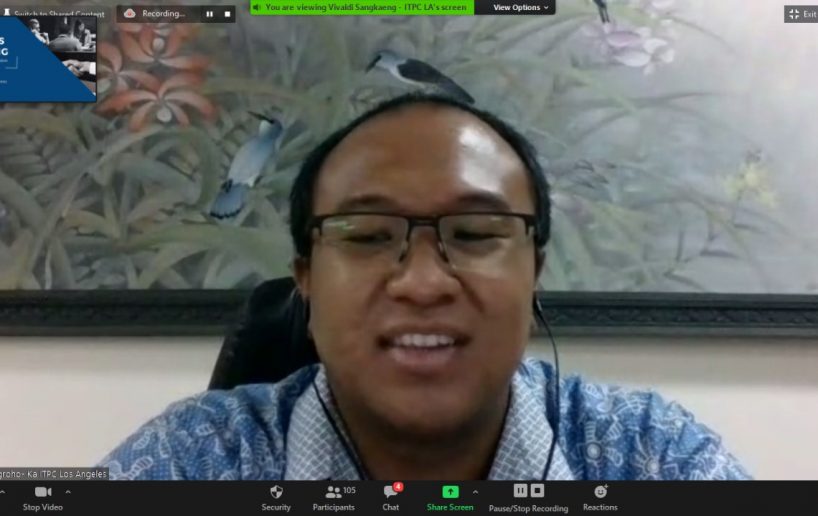 Switch to Shared Content
Recording...
You are viewing Vivaldi Sangkaeng - ITPC LA's screen
View Options
Exit
S
G
groho- Ka ITPC Los Angeles
Stop Video
Security
Participants
105
Chat
4
Share Screen
Pause/Stop Recording
Reactions